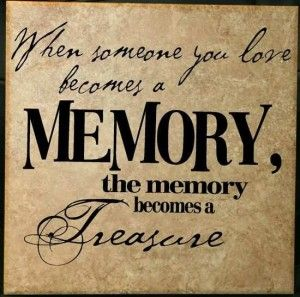 When someone you love
becomes a
MEMORY,
the memory
becomes a
Treasure